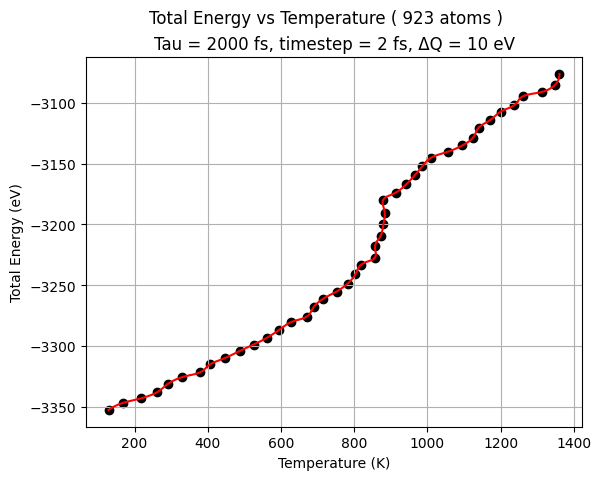 Total Energy vs Temperature ( 923 atoms )
Tau = 2000 fs, timestep = 2 fs, ΔQ = 10 eV
Total Energy (eV)
−3100
−3150
−3200
−3250
−3300
−3350
200 400 600 800 1000 1200 1400
Temperature (K)